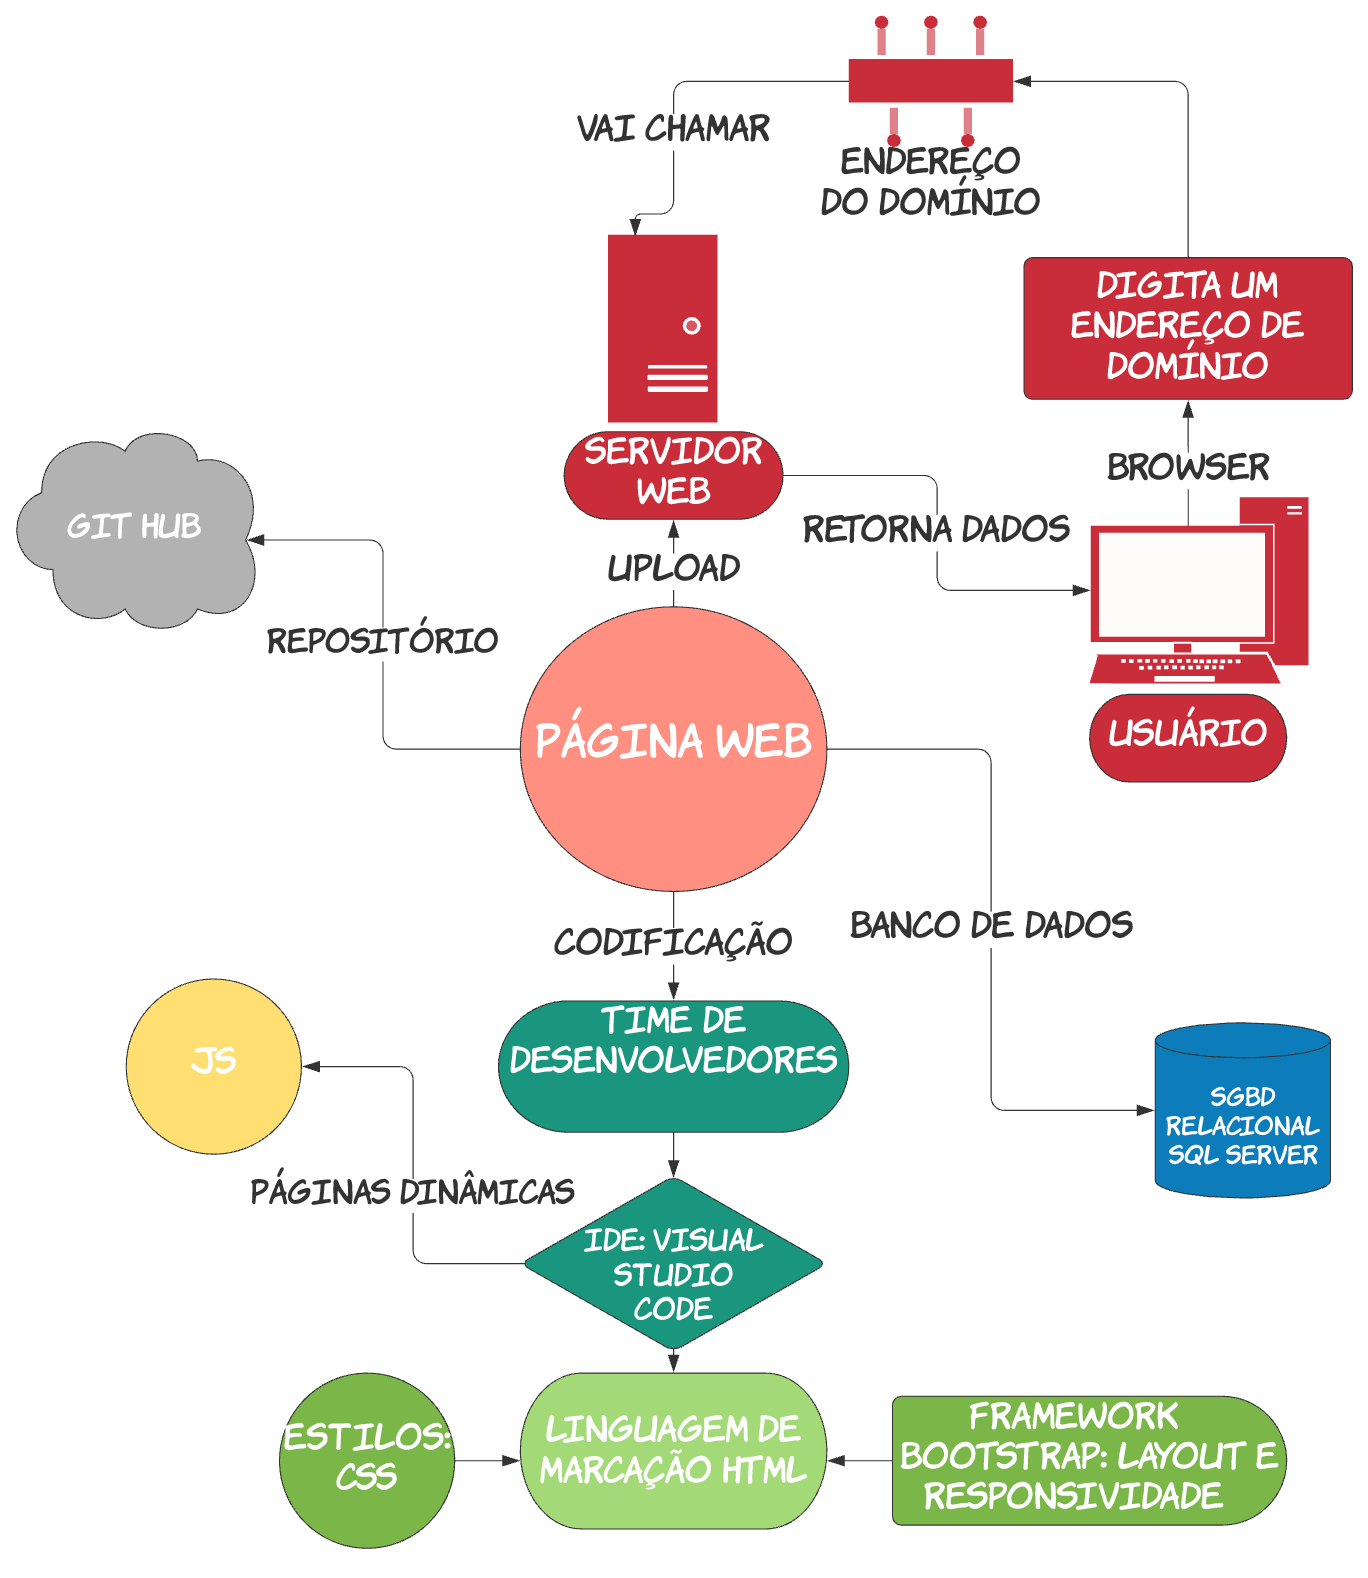 VAI CHAMAR
ENDEREÇO
DO DOMÍNIO
DIGITA UM
ENDEREÇO DE
DOMÍNIO
SERVIDOR
WEB
BROWSER
GIT HUB
RETORNA DADOS
UPLOAD
REPOSITÓRIO
PÁGINA WEB
USUÁRIO
CODIFICAÇÃO
BANCO DE DADOS
TIME DE
DESENVOLVEDORES
JS
SGBD
RELACIONAL
SQL SERVER
PÁGINAS DINÂMICAS
IDE: VISUAL
STUDIO
CODE
ESTILOS:
CSS
LINGUAGEM DE
MARCAÇÃO HTML
FRAMEWORK
BOOTSTRAP: LAYOUT E
RESPONSIVIDADE